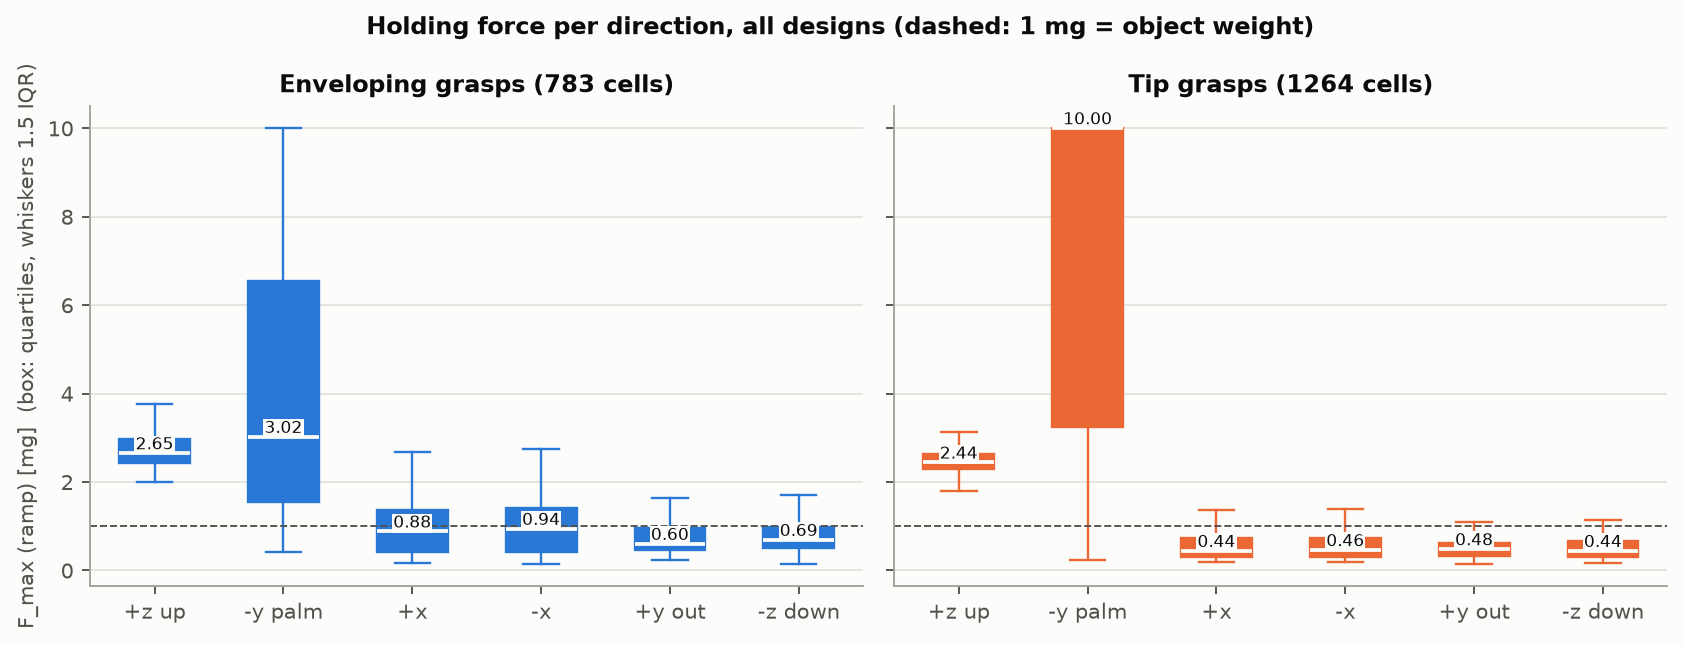 Holding force per direction, all designs (dashed: 1 mg = object weight)
Enveloping grasps (783 cells)
Tip grasps (1264 cells)
F_max (ramp) [mg]  (box: quartiles, whiskers 1.5 IQR)
10
8
6
4
2
0
2.65
3.02
0.88
0.94
0.60
0.69
+z up
-y palm
+x
-x
+y out
-z down
2.44
10.00
0.44
0.46
0.48
0.44
+z up
-y palm
+x
-x
+y out
-z down